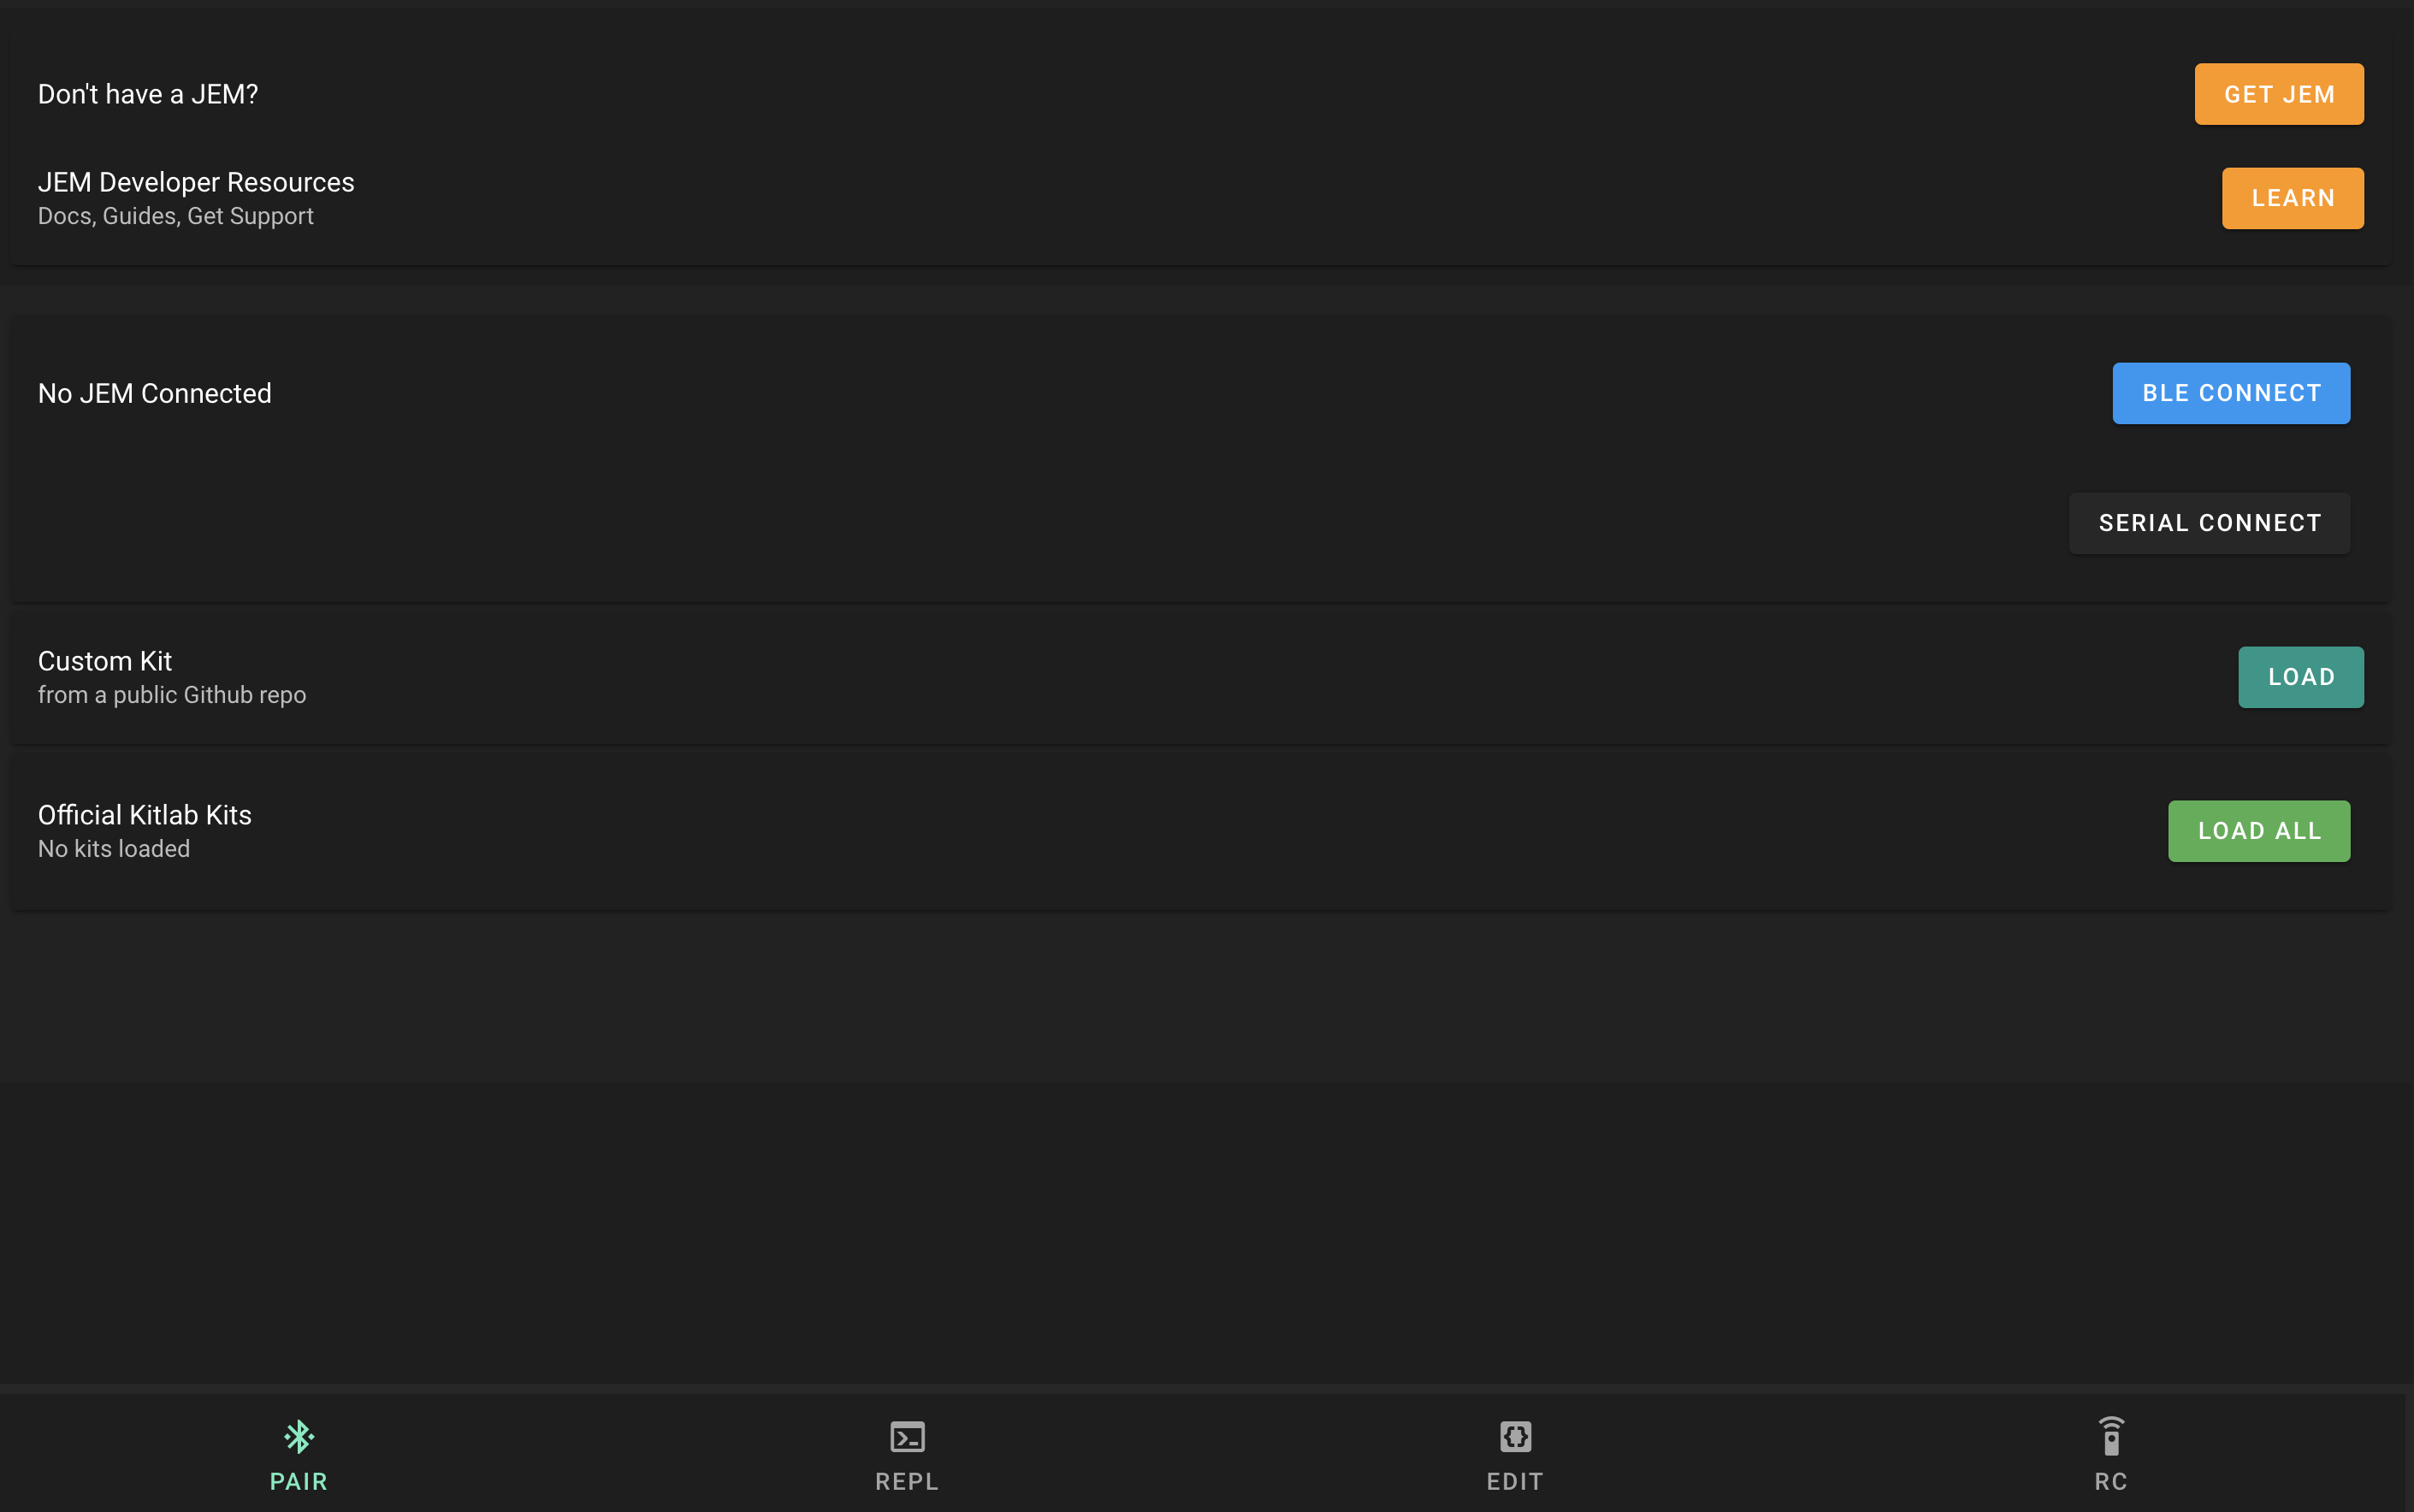 Don't have a JEM?
GET JEM
JEM Developer Resources
Docs, Guides, Get Support
LEARN
No JEM Connected
BLE CONNECT
SERIAL CONNECT
Custom Kit
from a public Github repo
LOAD
Official Kitlab Kits
No kits loaded
LOAD ALL
PAIR
REPL
EDIT
RC